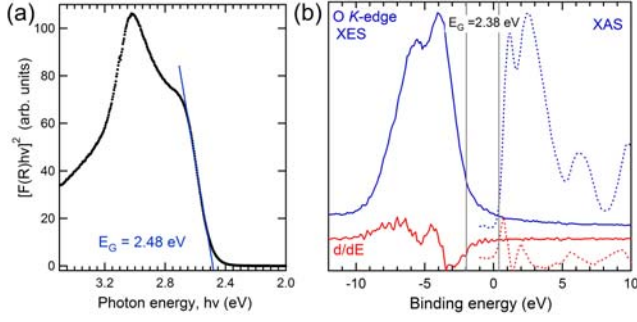 (a)
[F(R)hν]² (arb. units)
100
80
60
40
20
0
E_G = 2.48 eV
3.2
2.8
2.4
2.0
Photon energy, hν (eV)
(b)
O K-edge
XES
E_G = 2.38 eV
XAS
d/dE
-10
-5
0
5
10
Binding energy (eV)